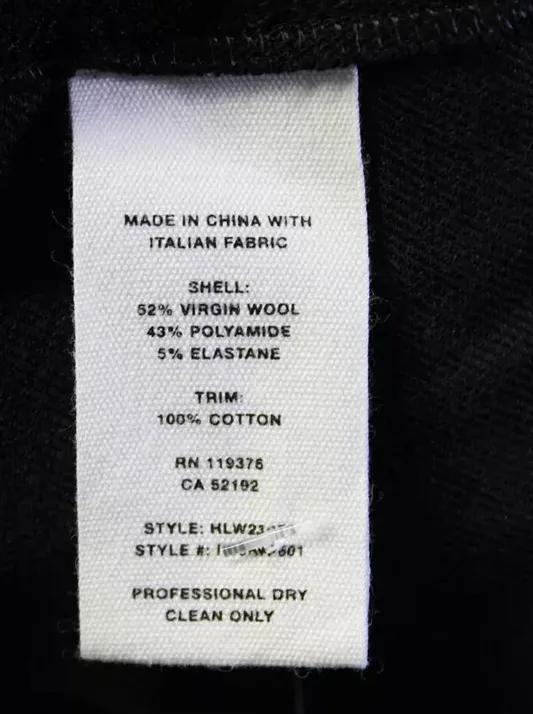 MADE IN CHINA WITH
ITALIAN FABRIC
SHELL:
52% VIRGIN WOOL
43% POLYAMIDE
5% ELASTANE
TRIM:
100% COTTON
RN 119376
CA 52192
STYLE:
STYLE #:
PROFESSIONAL DRY
CLEAN ONLY